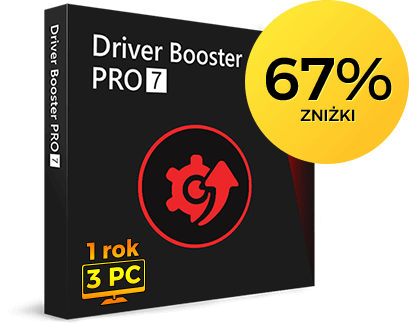 Driver Booster
PRO 7
67%
ZNIŻKI
Driver Booster PRO 7
1 rok
3 PC